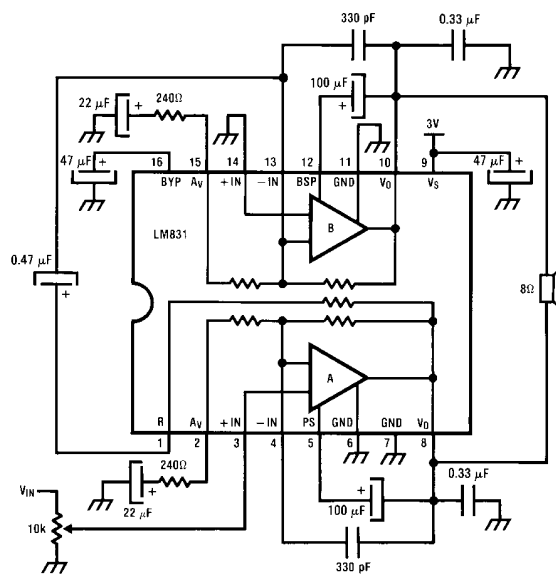 330 pF 0.33 µF
22 µF 240Ω 100 µF
+ + 3V
47 µF 16 15 14 13 12 11 10 9 47 µF
+ BYP AV +IN −IN BSP GND VO VS +
LM831 B
0.47 µF
+
8Ω
A
R AV +IN −IN PS GND GND VO
1 2 3 4 5 6 7 8
240Ω 0.33 µF
VIN + +
22 µF 100 µF
10k
330 pF